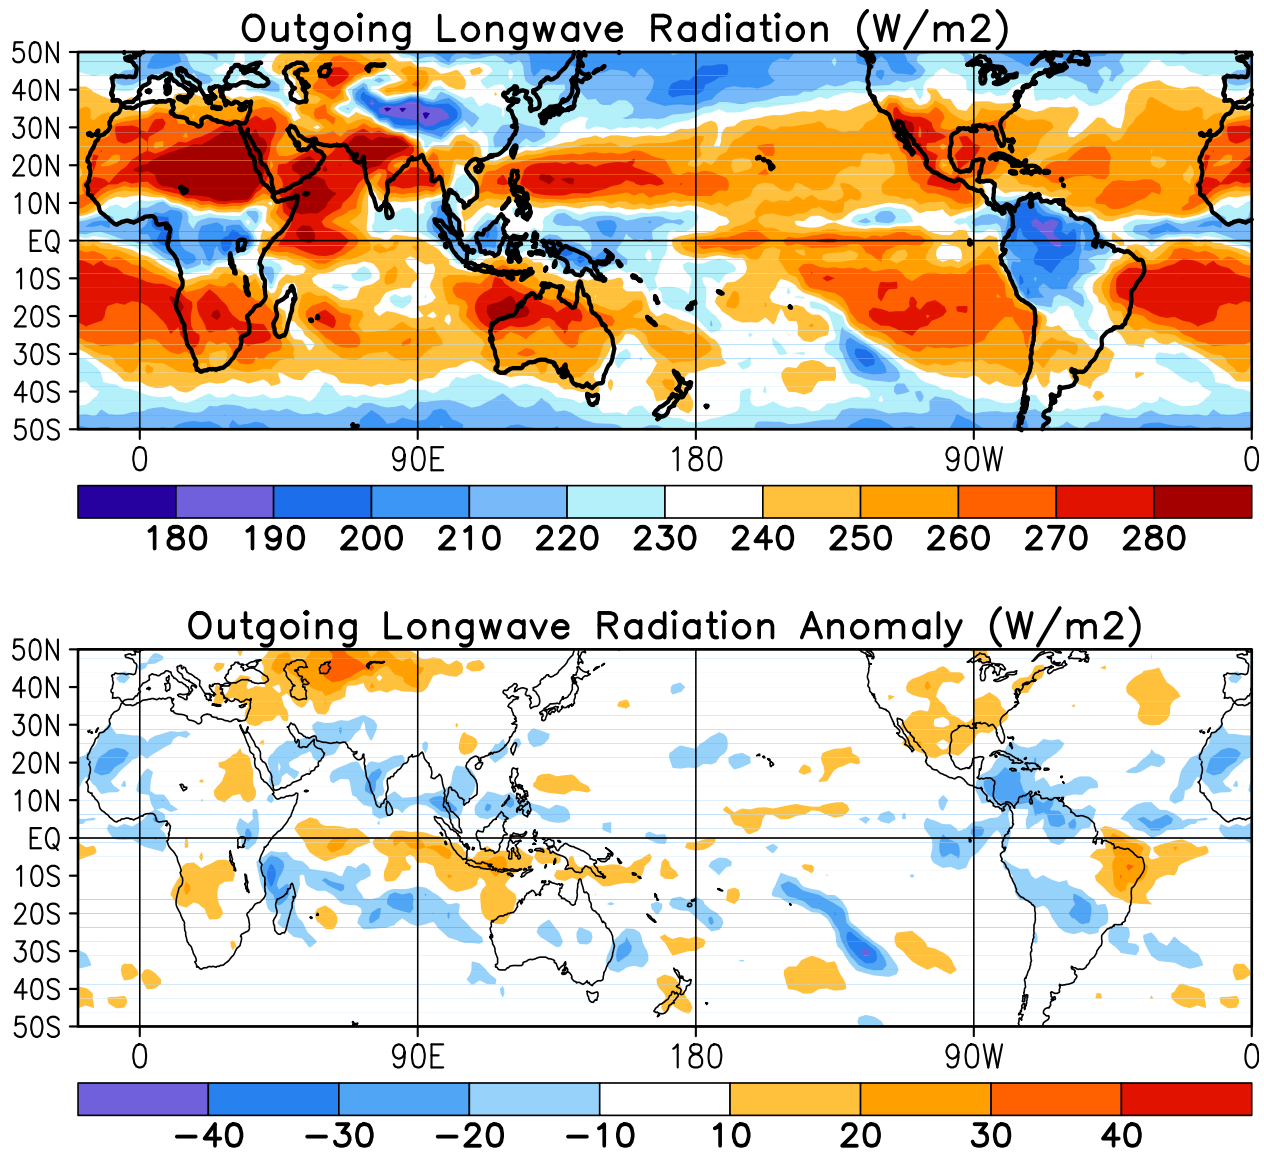 Outgoing Longwave Radiation (W/m2)
50N
40N
30N
20N
10N
EQ
10S
20S
30S
40S
50S
0 90E 180 90W 0
180 190 200 210 220 230 240 250 260 270 280
Outgoing Longwave Radiation Anomaly (W/m2)
50N
40N
30N
20N
10N
EQ
10S
20S
30S
40S
50S
0 90E 180 90W 0
−40 −30 −20 −10 10 20 30 40